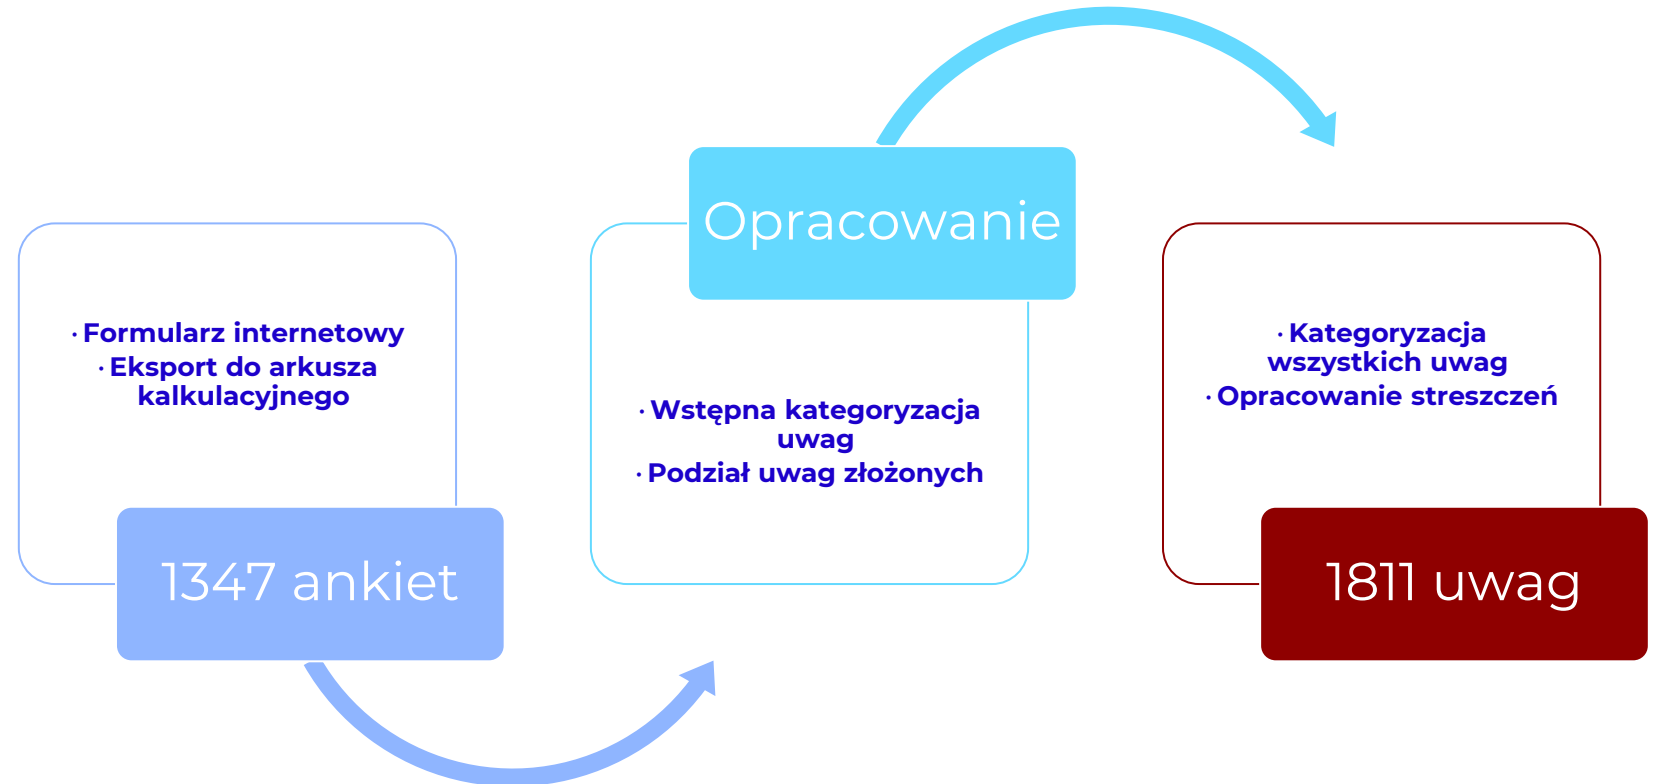 · Formularz internetowy
· Eksport do arkusza
kalkulacyjnego
1347 ankiet
Opracowanie
· Wstępna kategoryzacja
uwag
· Podział uwag złożonych
· Kategoryzacja
wszystkich uwag
· Opracowanie streszczeń
1811 uwag